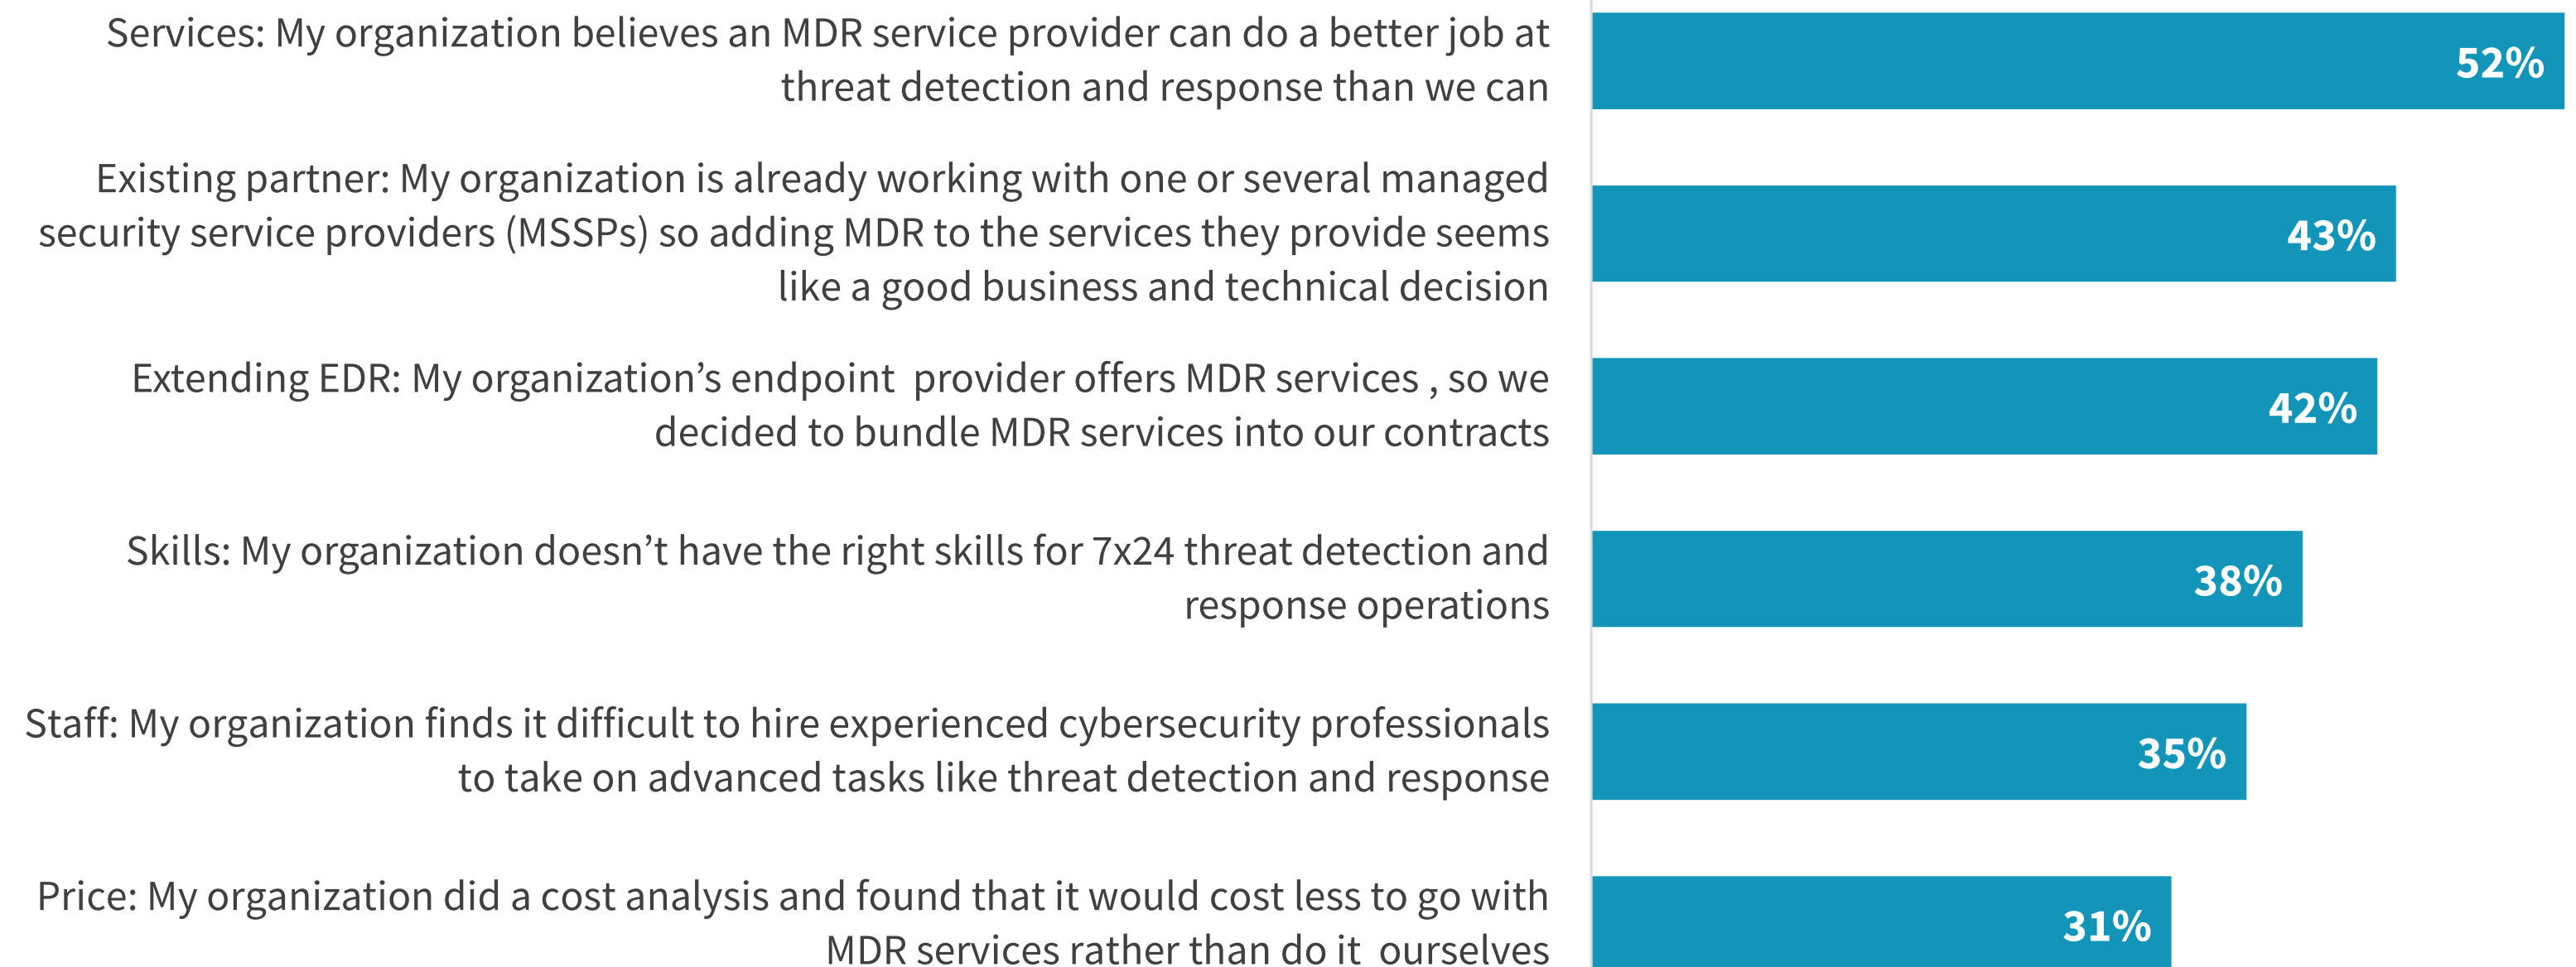 Services: My organization believes an MDR service provider can do a better job at
threat detection and response than we can
52%
Existing partner: My organization is already working with one or several managed
security service providers (MSSPs) so adding MDR to the services they provide seems
like a good business and technical decision
43%
Extending EDR: My organization’s endpoint  provider offers MDR services , so we
decided to bundle MDR services into our contracts
42%
Skills: My organization doesn’t have the right skills for 7x24 threat detection and
response operations
38%
Staff: My organization finds it difficult to hire experienced cybersecurity professionals
to take on advanced tasks like threat detection and response
35%
Price: My organization did a cost analysis and found that it would cost less to go with
MDR services rather than do it  ourselves
31%